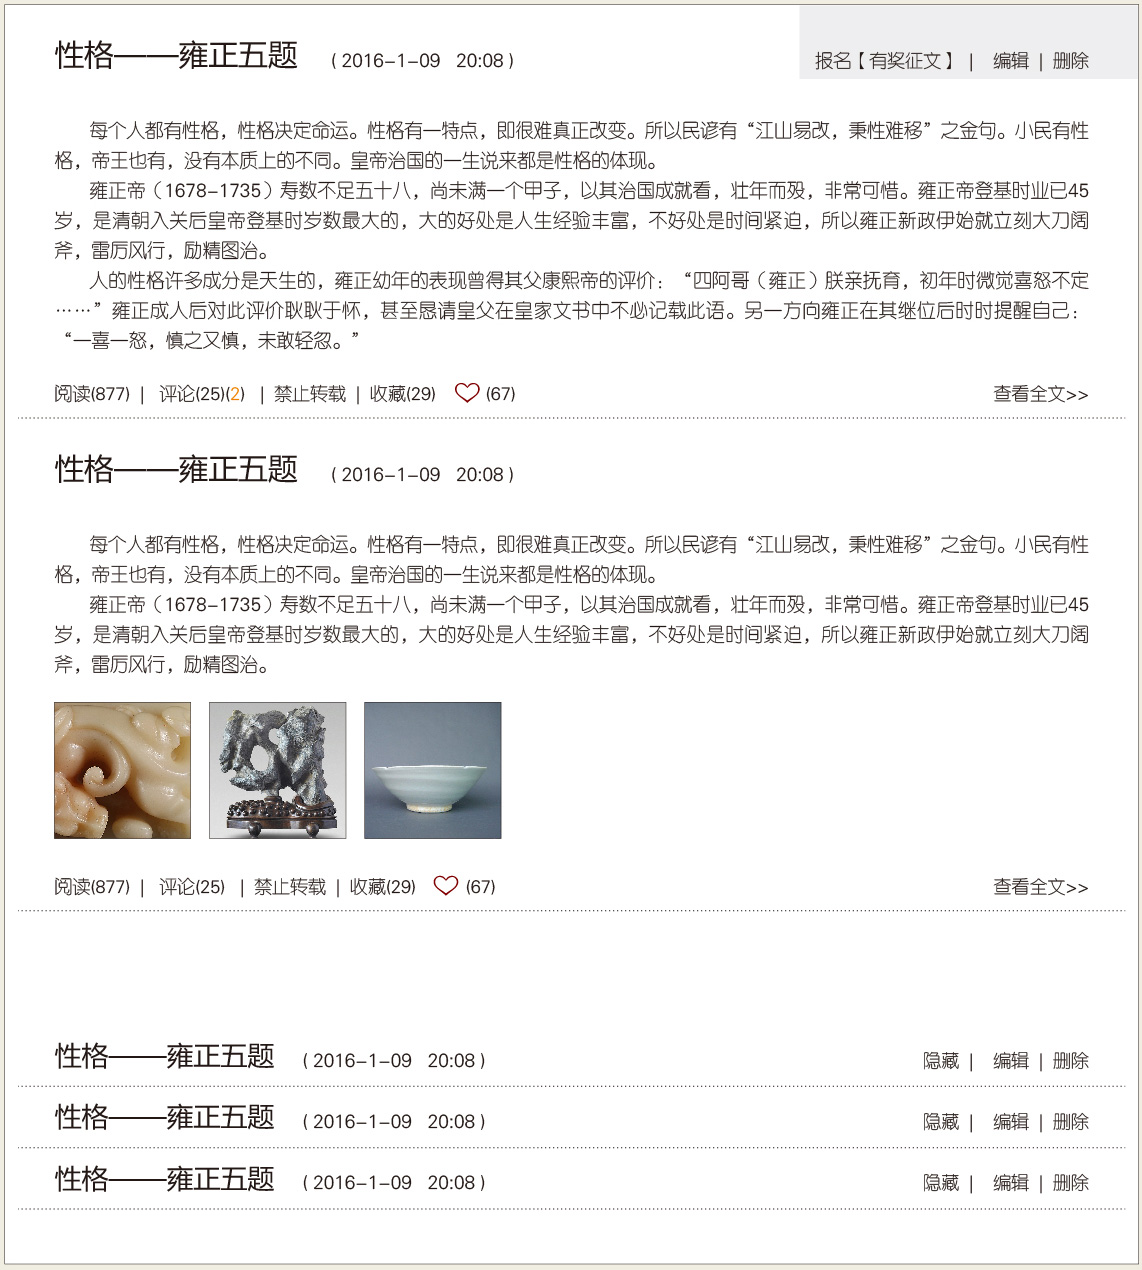 性格——雍正五题 （2016-1-09 20:08） 报名【有奖征文】 | 编辑 | 删除
每个人都有性格，性格决定命运。性格有一特点，即很难真正改变。所以民谚有“江山易改，秉性难移”之金句。小民有性
格，帝王也有，没有本质上的不同。皇帝治国的一生说来都是性格的体现。
雍正帝（1678-1735）寿数不足五十八，尚未满一个甲子，以其治国成就看，壮年而殁，非常可惜。雍正帝登基时业已45
岁，是清朝入关后皇帝登基时岁数最大的，大的好处是人生经验丰富，不好处是时间紧迫，所以雍正新政伊始就立刻大刀阔
斧，雷厉风行，励精图治。
人的性格许多成分是天生的，雍正幼年的表现曾得其父康熙帝的评价：“四阿哥（雍正）朕亲抚育，初年时微觉喜怒不定
……”雍正成人后对此评价耿耿于怀，甚至恳请皇父在皇家文书中不必记载此语。另一方向雍正在其继位后时时提醒自己：
“一喜一怒，慎之又慎，未敢轻忽。”
阅读(877) | 评论(25)(2) | 禁止转载 | 收藏(29) (67) 查看全文>>
性格——雍正五题 （2016-1-09 20:08）
每个人都有性格，性格决定命运。性格有一特点，即很难真正改变。所以民谚有“江山易改，秉性难移”之金句。小民有性
格，帝王也有，没有本质上的不同。皇帝治国的一生说来都是性格的体现。
雍正帝（1678-1735）寿数不足五十八，尚未满一个甲子，以其治国成就看，壮年而殁，非常可惜。雍正帝登基时业已45
岁，是清朝入关后皇帝登基时岁数最大的，大的好处是人生经验丰富，不好处是时间紧迫，所以雍正新政伊始就立刻大刀阔
斧，雷厉风行，励精图治。
阅读(877) | 评论(25) | 禁止转载 | 收藏(29) (67) 查看全文>>
性格——雍正五题 （2016-1-09 20:08） 隐藏 | 编辑 | 删除
性格——雍正五题 （2016-1-09 20:08） 隐藏 | 编辑 | 删除
性格——雍正五题 （2016-1-09 20:08） 隐藏 | 编辑 | 删除